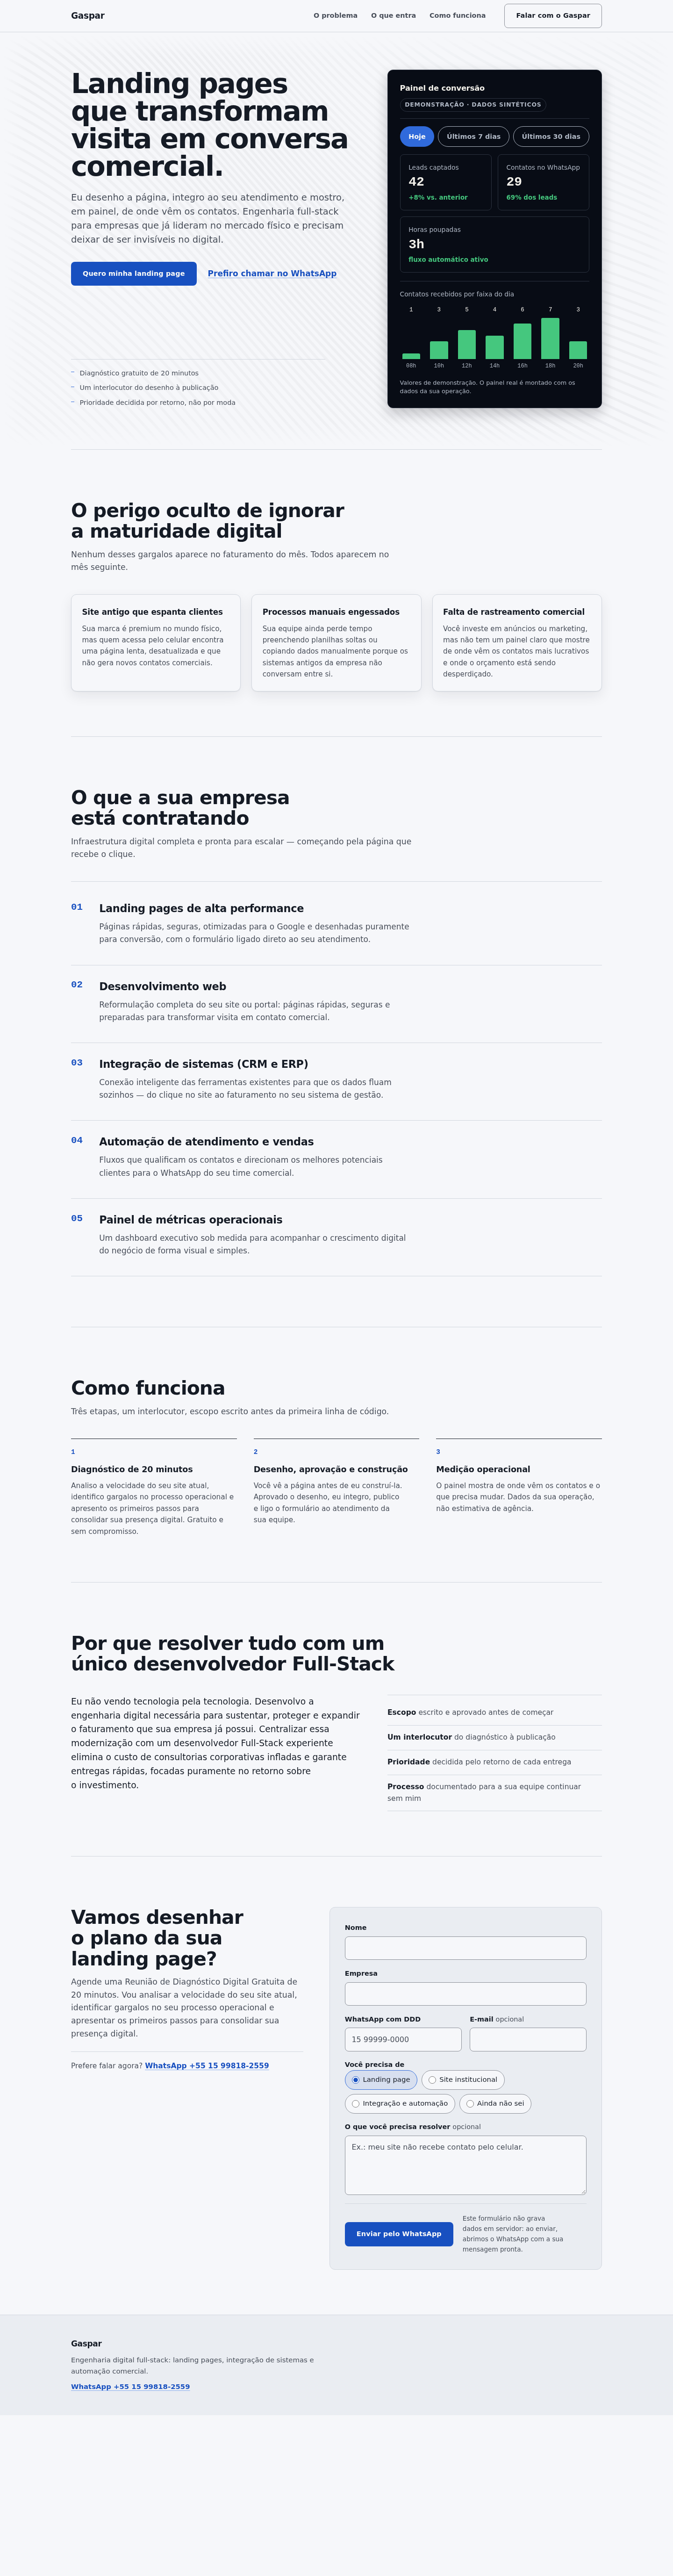 Gaspar
O problema
O que entra
Como funciona
Falar com o Gaspar
Landing pages
que transformam
visita em conversa
comercial.
Eu desenho a página, integro ao seu atendimento e mostro,
em painel, de onde vêm os contatos. Engenharia full-stack
para empresas que já lideram no mercado físico e precisam
deixar de ser invisíveis no digital.
Quero minha landing page
Prefiro chamar no WhatsApp
– Diagnóstico gratuito de 20 minutos
– Um interlocutor do desenho à publicação
– Prioridade decidida por retorno, não por moda
Painel de conversão
DEMONSTRAÇÃO · DADOS SINTÉTICOS
Hoje
Últimos 7 dias
Últimos 30 dias
Leads captados
42
+8% vs. anterior
Contatos no WhatsApp
29
69% dos leads
Horas poupadas
3h
fluxo automático ativo
Contatos recebidos por faixa do dia
1 3 5 4 6 7 3
08h 10h 12h 14h 16h 18h 20h
Valores de demonstração. O painel real é montado com os
dados da sua operação.
O perigo oculto de ignorar
a maturidade digital
Nenhum desses gargalos aparece no faturamento do mês. Todos aparecem no
mês seguinte.
Site antigo que espanta clientes
Sua marca é premium no mundo físico,
mas quem acessa pelo celular encontra
uma página lenta, desatualizada e que
não gera novos contatos comerciais.
Processos manuais engessados
Sua equipe ainda perde tempo
preenchendo planilhas soltas ou
copiando dados manualmente porque os
sistemas antigos da empresa não
conversam entre si.
Falta de rastreamento comercial
Você investe em anúncios ou marketing,
mas não tem um painel claro que mostre
de onde vêm os contatos mais lucrativos
e onde o orçamento está sendo
desperdiçado.
O que a sua empresa
está contratando
Infraestrutura digital completa e pronta para escalar — começando pela página que
recebe o clique.
01
Landing pages de alta performance
Páginas rápidas, seguras, otimizadas para o Google e desenhadas puramente
para conversão, com o formulário ligado direto ao seu atendimento.
02
Desenvolvimento web
Reformulação completa do seu site ou portal: páginas rápidas, seguras e
preparadas para transformar visita em contato comercial.
03
Integração de sistemas (CRM e ERP)
Conexão inteligente das ferramentas existentes para que os dados fluam
sozinhos — do clique no site ao faturamento no seu sistema de gestão.
04
Automação de atendimento e vendas
Fluxos que qualificam os contatos e direcionam os melhores potenciais
clientes para o WhatsApp do seu time comercial.
05
Painel de métricas operacionais
Um dashboard executivo sob medida para acompanhar o crescimento digital
do negócio de forma visual e simples.
Como funciona
Três etapas, um interlocutor, escopo escrito antes da primeira linha de código.
1
Diagnóstico de 20 minutos
Analiso a velocidade do seu site atual,
identifico gargalos no processo operacional e
apresento os primeiros passos para
consolidar sua presença digital. Gratuito e
sem compromisso.
2
Desenho, aprovação e construção
Você vê a página antes de eu construí-la.
Aprovado o desenho, eu integro, publico
e ligo o formulário ao atendimento da
sua equipe.
3
Medição operacional
O painel mostra de onde vêm os contatos e o
que precisa mudar. Dados da sua operação,
não estimativa de agência.
Por que resolver tudo com um
único desenvolvedor Full-Stack
Eu não vendo tecnologia pela tecnologia. Desenvolvo a
engenharia digital necessária para sustentar, proteger e expandir
o faturamento que sua empresa já possui. Centralizar essa
modernização com um desenvolvedor Full-Stack experiente
elimina o custo de consultorias corporativas infladas e garante
entregas rápidas, focadas puramente no retorno sobre
o investimento.
Escopo escrito e aprovado antes de começar
Um interlocutor do diagnóstico à publicação
Prioridade decidida pelo retorno de cada entrega
Processo documentado para a sua equipe continuar
sem mim
Vamos desenhar
o plano da sua
landing page?
Agende uma Reunião de Diagnóstico Digital Gratuita de
20 minutos. Vou analisar a velocidade do seu site atual,
identificar gargalos no seu processo operacional e
apresentar os primeiros passos para consolidar sua
presença digital.
Prefere falar agora? WhatsApp +55 15 99818-2559
Nome
Empresa
WhatsApp com DDD
15 99999-0000
E-mail opcional
Você precisa de
Landing page
Site institucional
Integração e automação
Ainda não sei
O que você precisa resolver opcional
Ex.: meu site não recebe contato pelo celular.
Enviar pelo WhatsApp
Este formulário não grava
dados em servidor: ao enviar,
abrimos o WhatsApp com a sua
mensagem pronta.
Gaspar
Engenharia digital full-stack: landing pages, integração de sistemas e
automação comercial.
WhatsApp +55 15 99818-2559